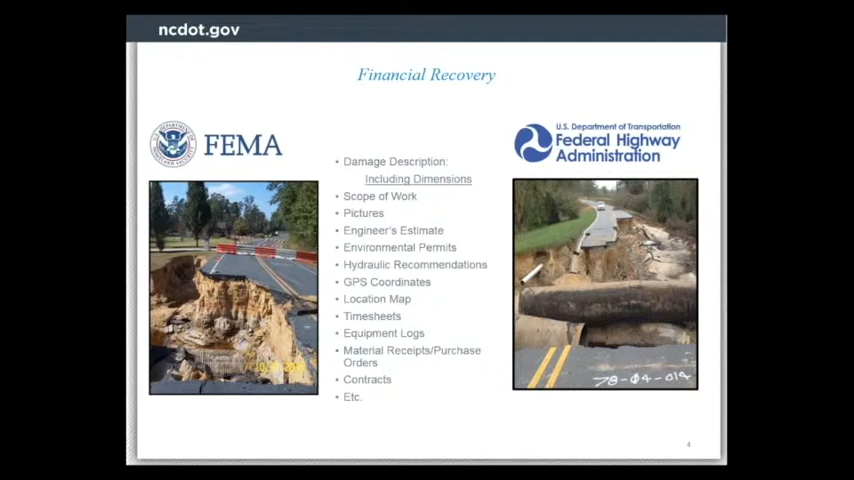 ncdot.gov
Financial Recovery
FEMA
• Damage Description:
Including Dimensions
• Scope of Work
• Pictures
• Engineer's Estimate
• Environmental Permits
• Hydraulic Recommendations
• GPS Coordinates
• Location Map
• Timesheets
• Equipment Logs
• Material Receipts/Purchase
Orders
• Contracts
• Etc.
U.S. Department of Transportation
Federal Highway
Administration
78-04-014
4